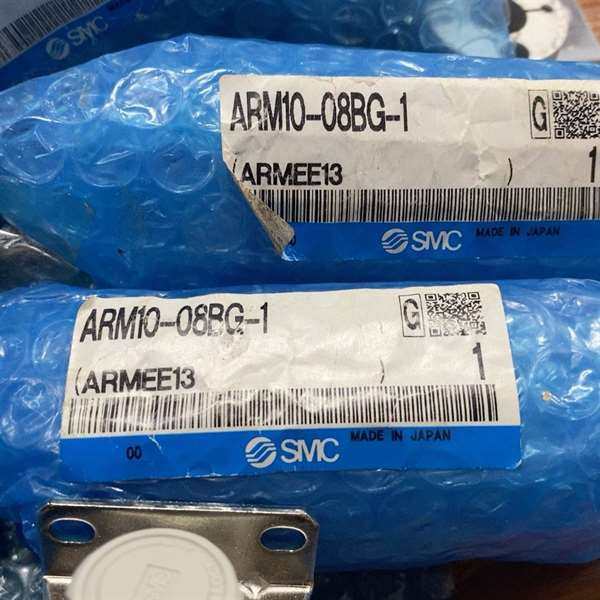 SMC
ARM10-08BG-1
G
(ARMEE13 )
1
SMC MADE IN JAPAN
ARM10-08BG-1
G
(ARMEE13 )
1
00
SMC MADE IN JAPAN